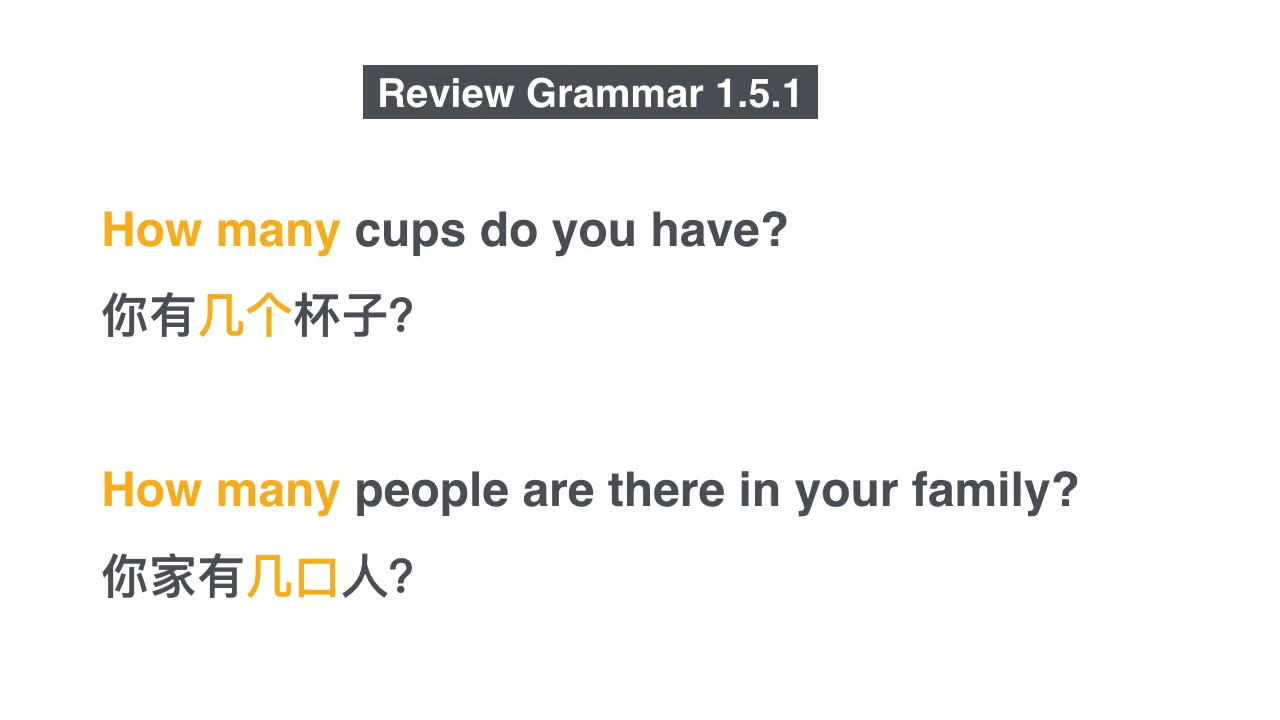 Review Grammar 1.5.1
How many cups do you have?
你有几个杯子?
How many people are there in your family?
你家有几口人?